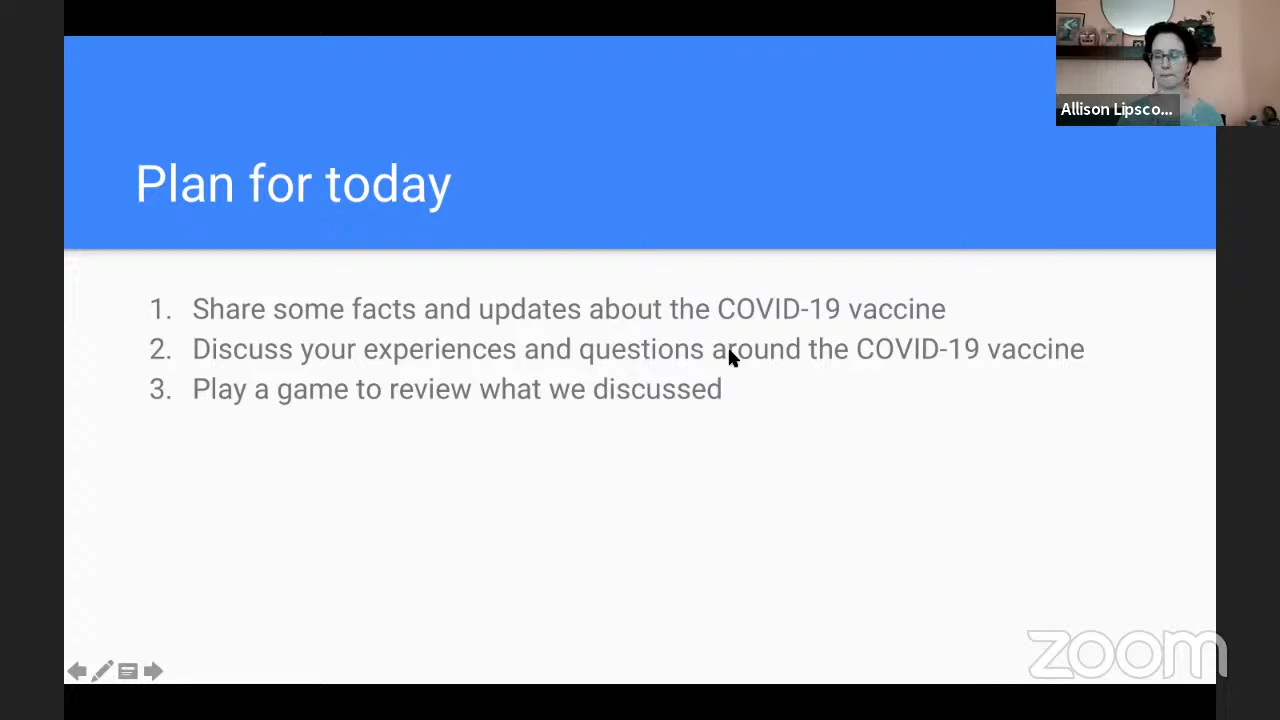 Allison Lipsco...
Plan for today
1. Share some facts and updates about the COVID-19 vaccine
2. Discuss your experiences and questions around the COVID-19 vaccine
3. Play a game to review what we discussed
zoom